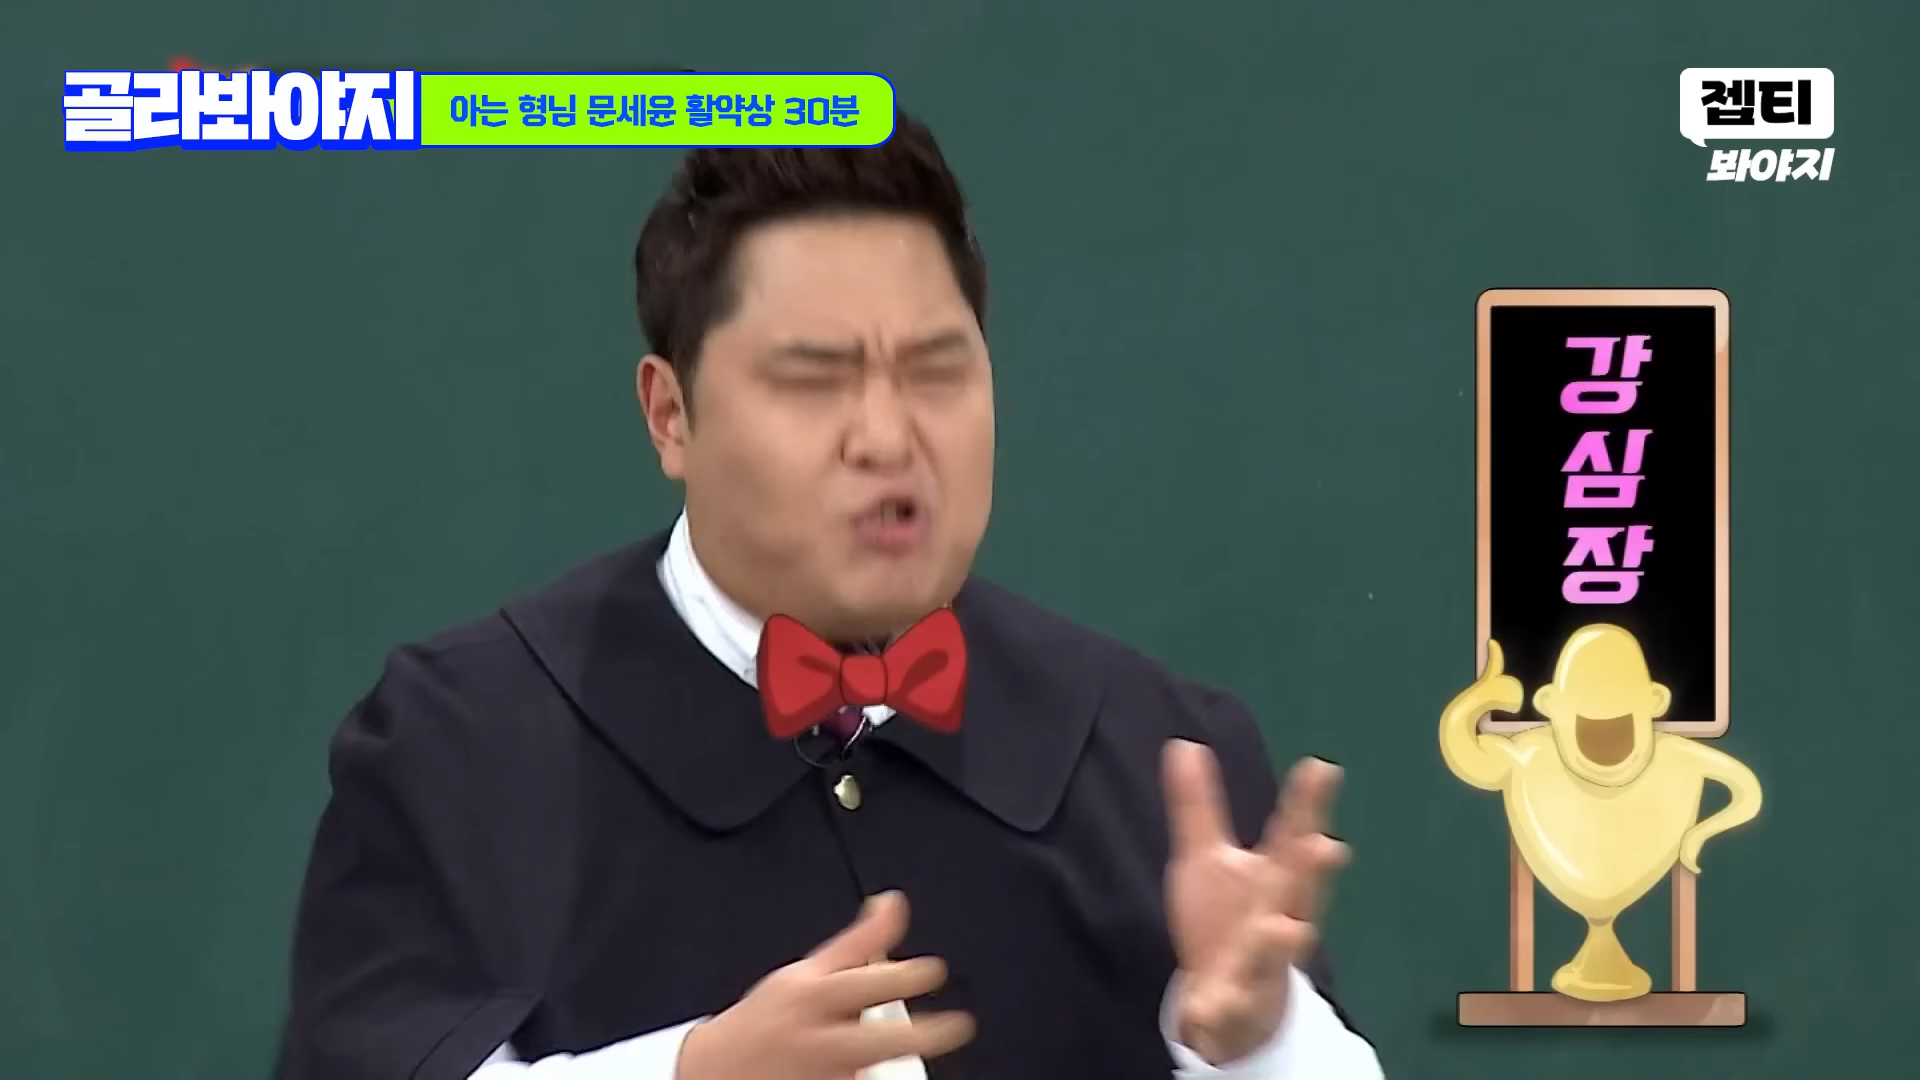 골라봐야지
아는 형님 문세윤 활약상 30분
젭티
봐야지
강
심
장